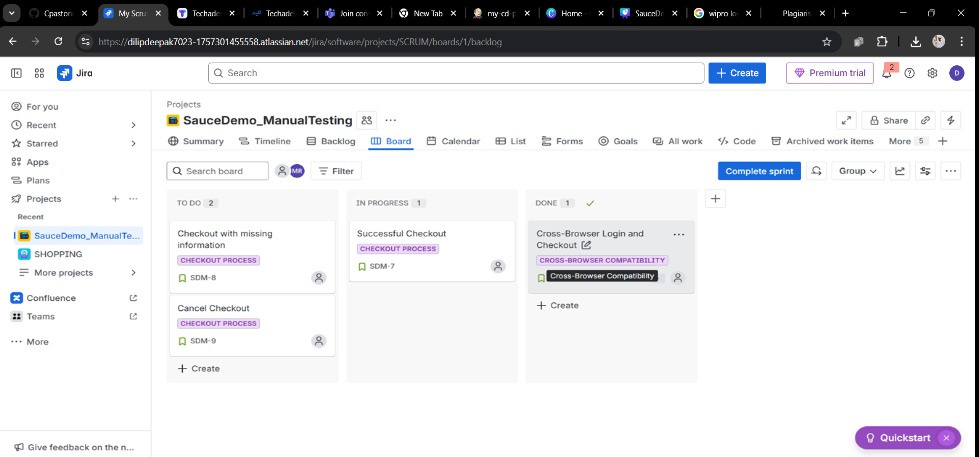 Cpaston
My Scru
Techade
Techade
Join con
New Tab
my-cd-p
Home -
SauceDe
wipro lo
Plagiaris
https://dilipdeepak7023-1757301455558.atlassian.net/jira/software/projects/SCRUM/boards/1/backlog
Jira
Search
+ Create
Premium trial
2
D
For you
Recent
Starred
Apps
Plans
Projects
Recent
SauceDemo_ManualTe...
SHOPPING
More projects
Confluence
Teams
More
Give feedback on the n...
Projects
SauceDemo_ManualTesting
Share
Summary
Timeline
Backlog
Board
Calendar
List
Forms
Goals
All work
Code
Archived work items
More 5
Search board
MR
Filter
Complete sprint
Group
TO DO 2
Checkout with missing
information
CHECKOUT PROCESS
SDM-8
Cancel Checkout
CHECKOUT PROCESS
SDM-9
+ Create
IN PROGRESS 1
Successful Checkout
CHECKOUT PROCESS
SDM-7
DONE 1
Cross-Browser Login and
Checkout
CROSS-BROWSER COMPATIBILITY
Cross-Browser Compatibility
+ Create
Quickstart